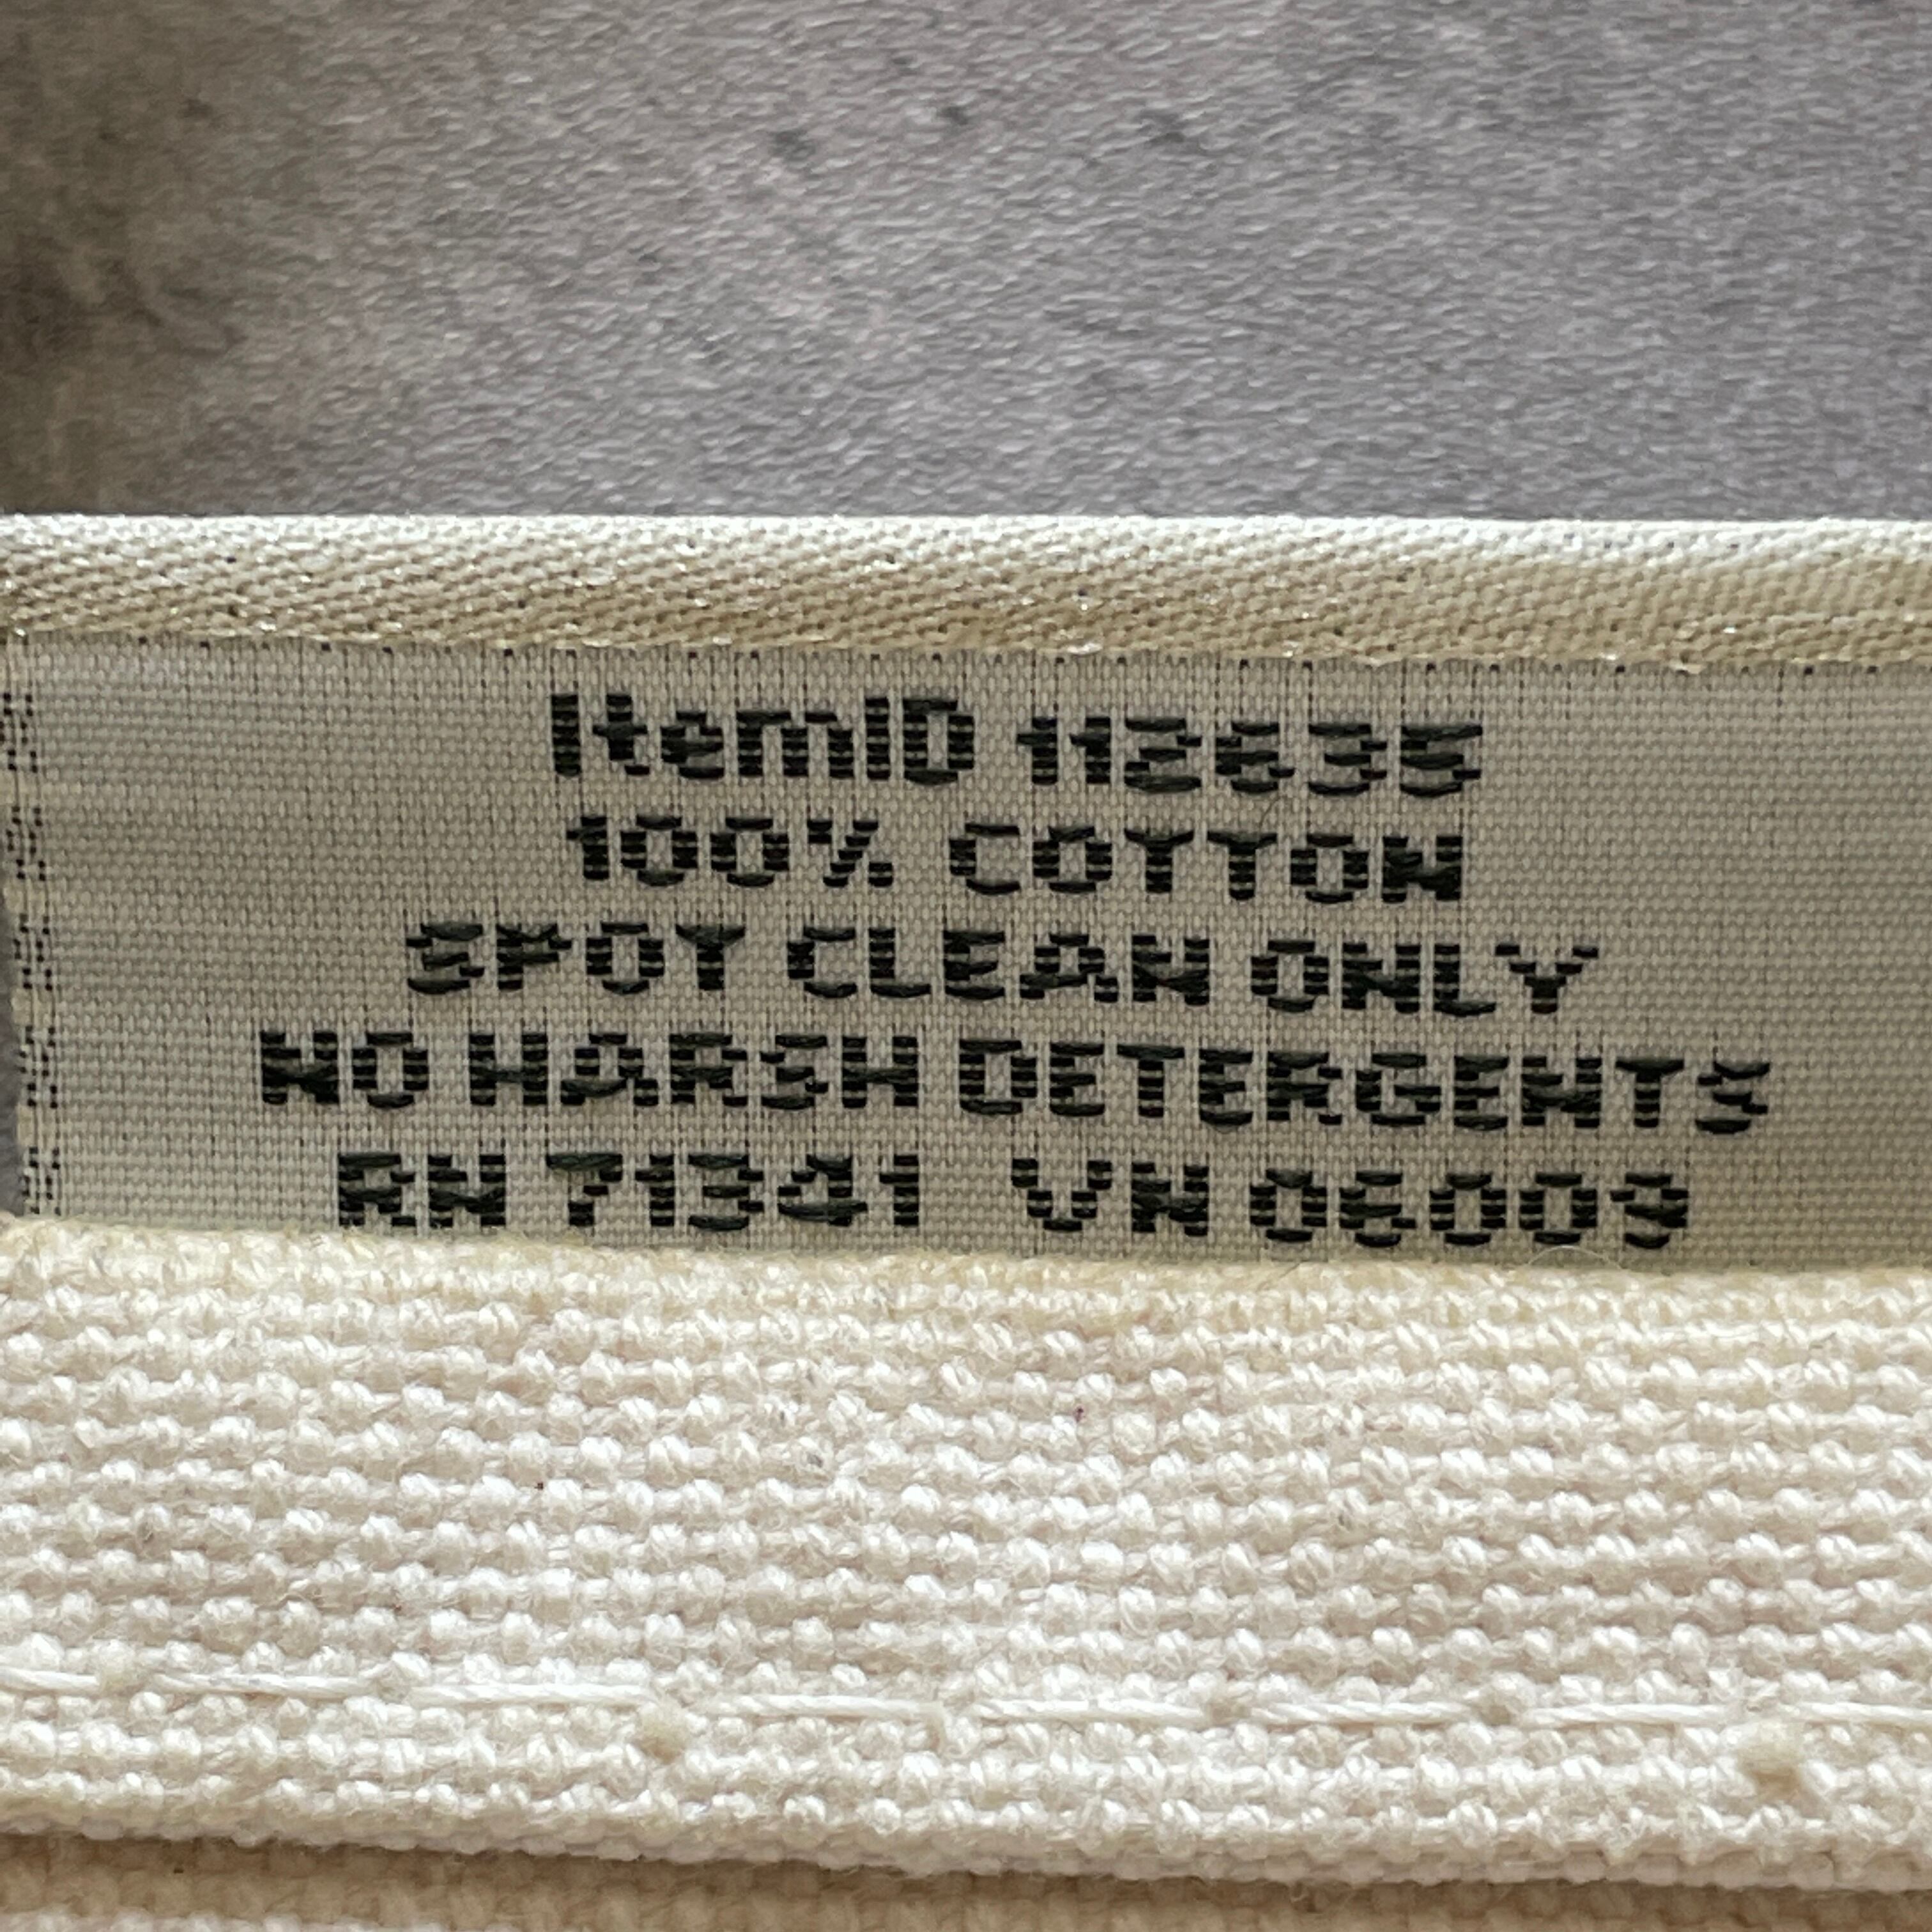 ItemID 112635
100% COTTON
SPOT CLEAN ONLY
NO HARSH DETERGENTS
RN 71341 VN 06009